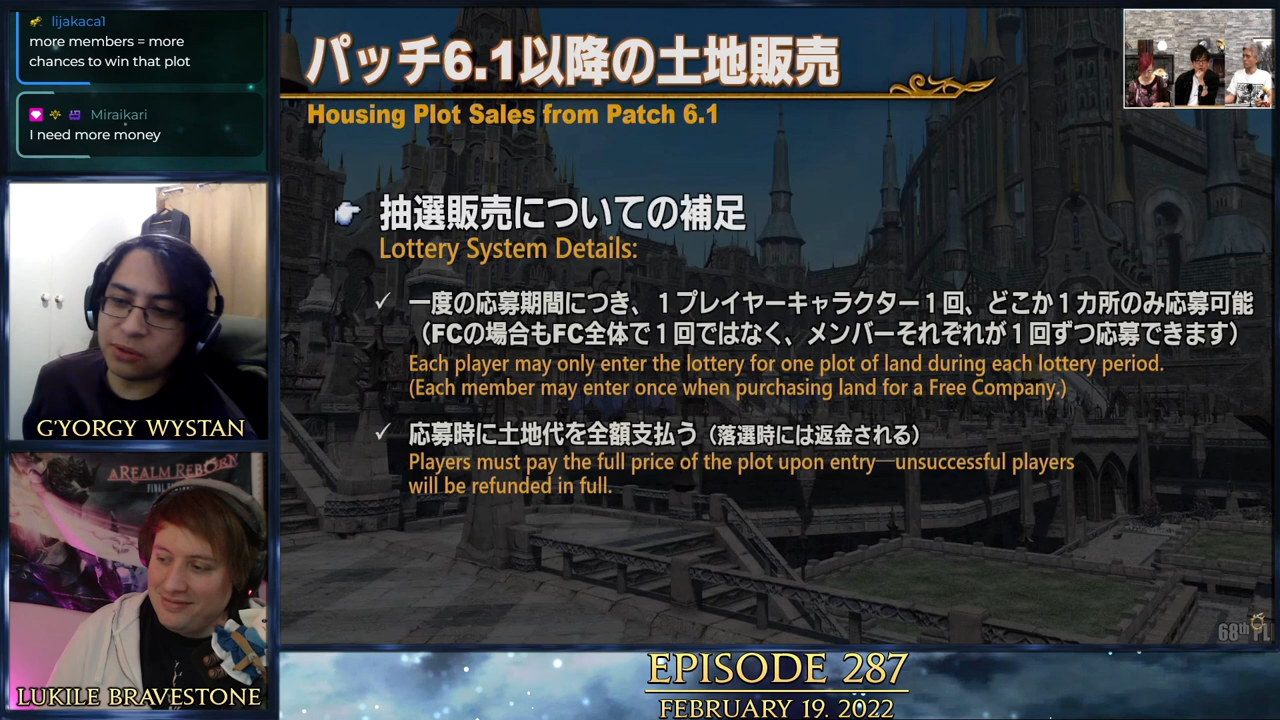 lijakaca1
more members = more
chances to win that plot
Miraikari
I need more money
パッチ6.1以降の土地販売
Housing Plot Sales from Patch 6.1
抽選販売についての補足
Lottery System Details:
一度の応募期間につき、１プレイヤーキャラクター１回、どこか１カ所のみ応募可能
（FCの場合もFC全体で１回ではなく、メンバーそれぞれが１回ずつ応募できます）
Each player may only enter the lottery for one plot of land during each lottery period.
(Each member may enter once when purchasing land for a Free Company.)
応募時に土地代を全額支払う（落選時には返金される）
Players must pay the full price of the plot upon entry—unsuccessful players
will be refunded in full.
68th PLL
G'YORGY WYSTAN
A REALM REBORN
FINAL FANTASY
LUKILE BRAVESTONE
EPISODE 287
FEBRUARY 19, 2022